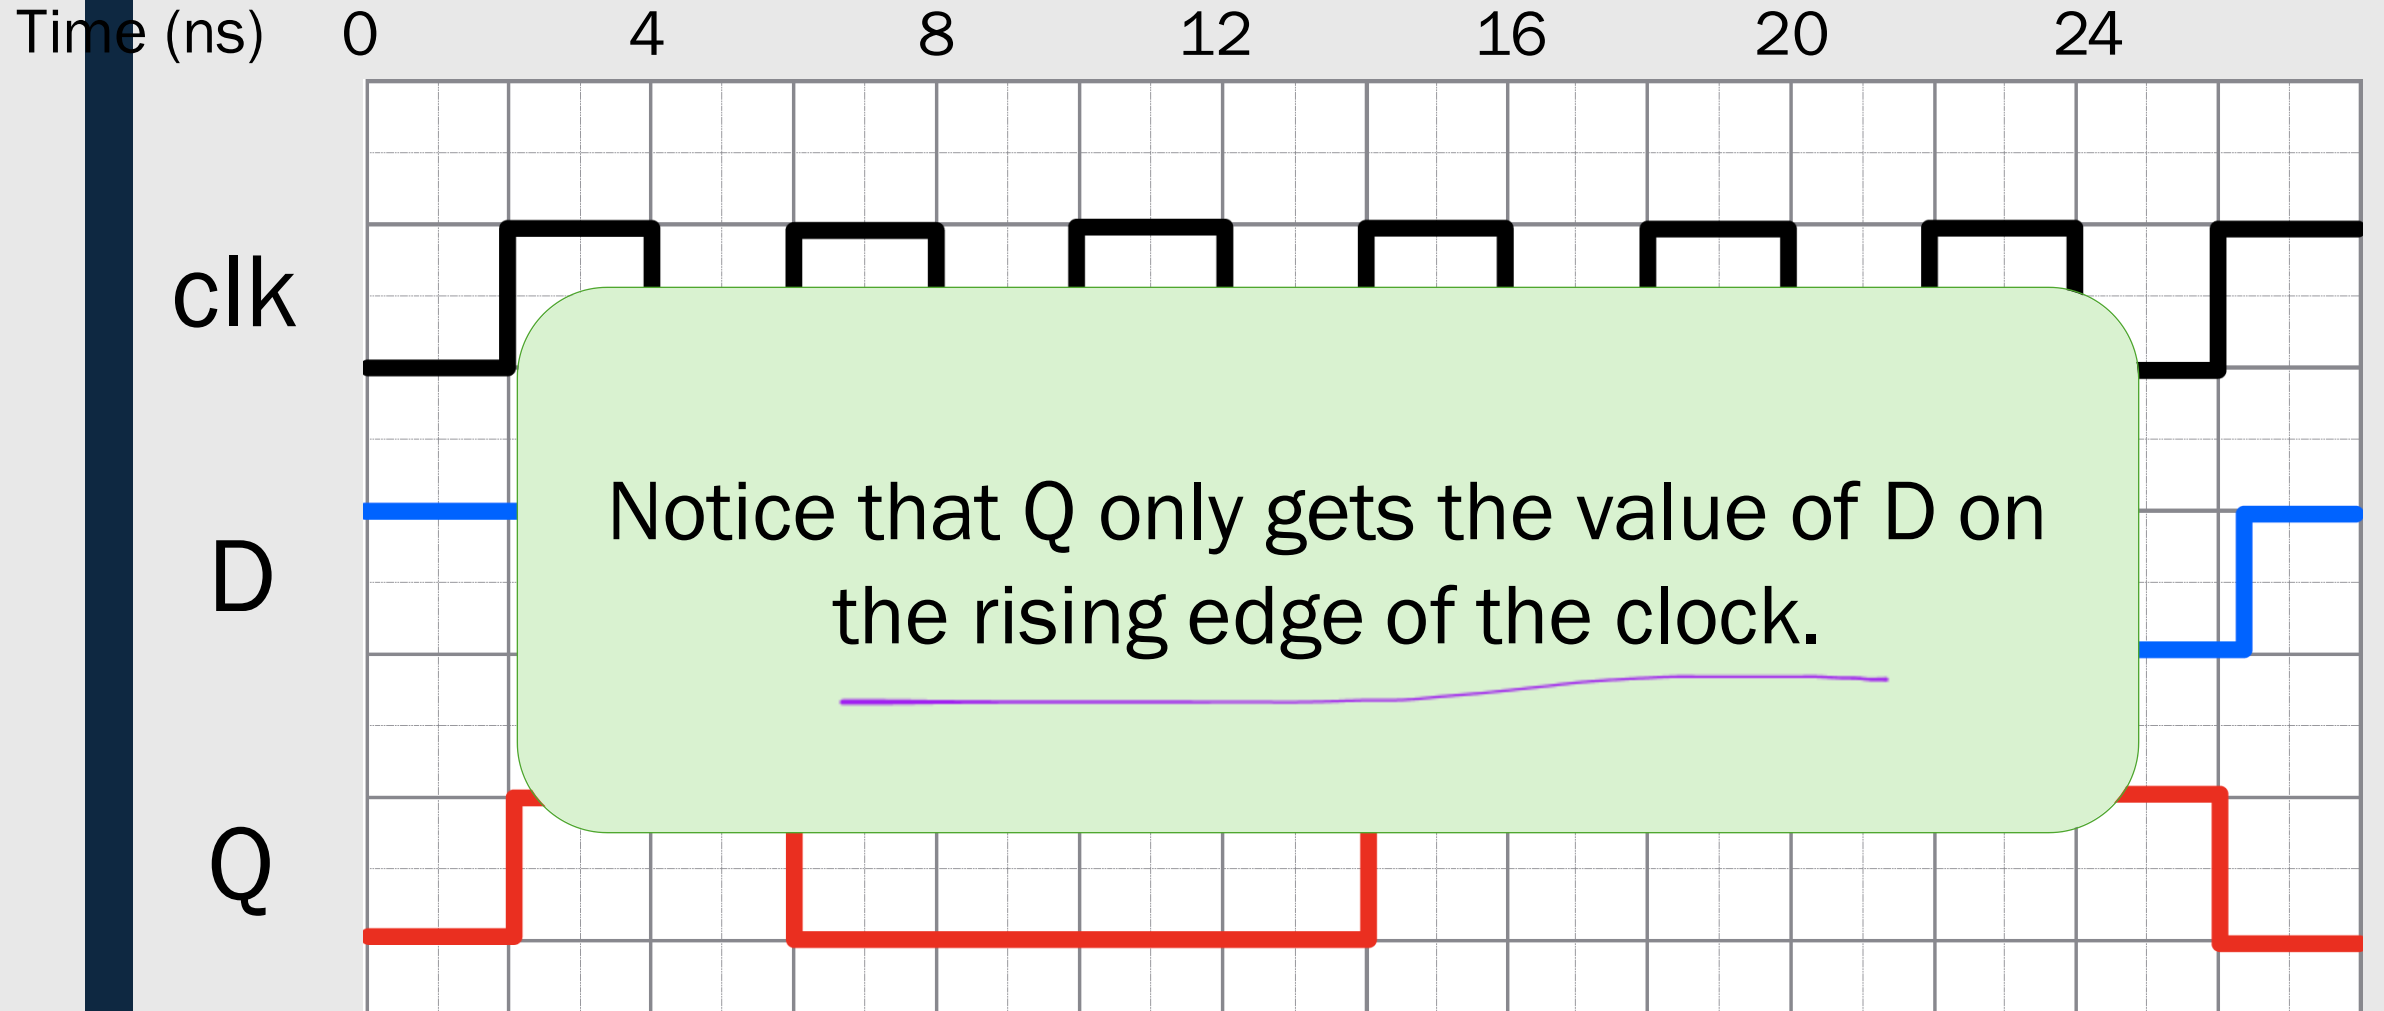 Time (ns) 0 4 8 12 16 20 24
clk
Notice that Q only gets the value of D on
D
the rising edge of the clock.
Q